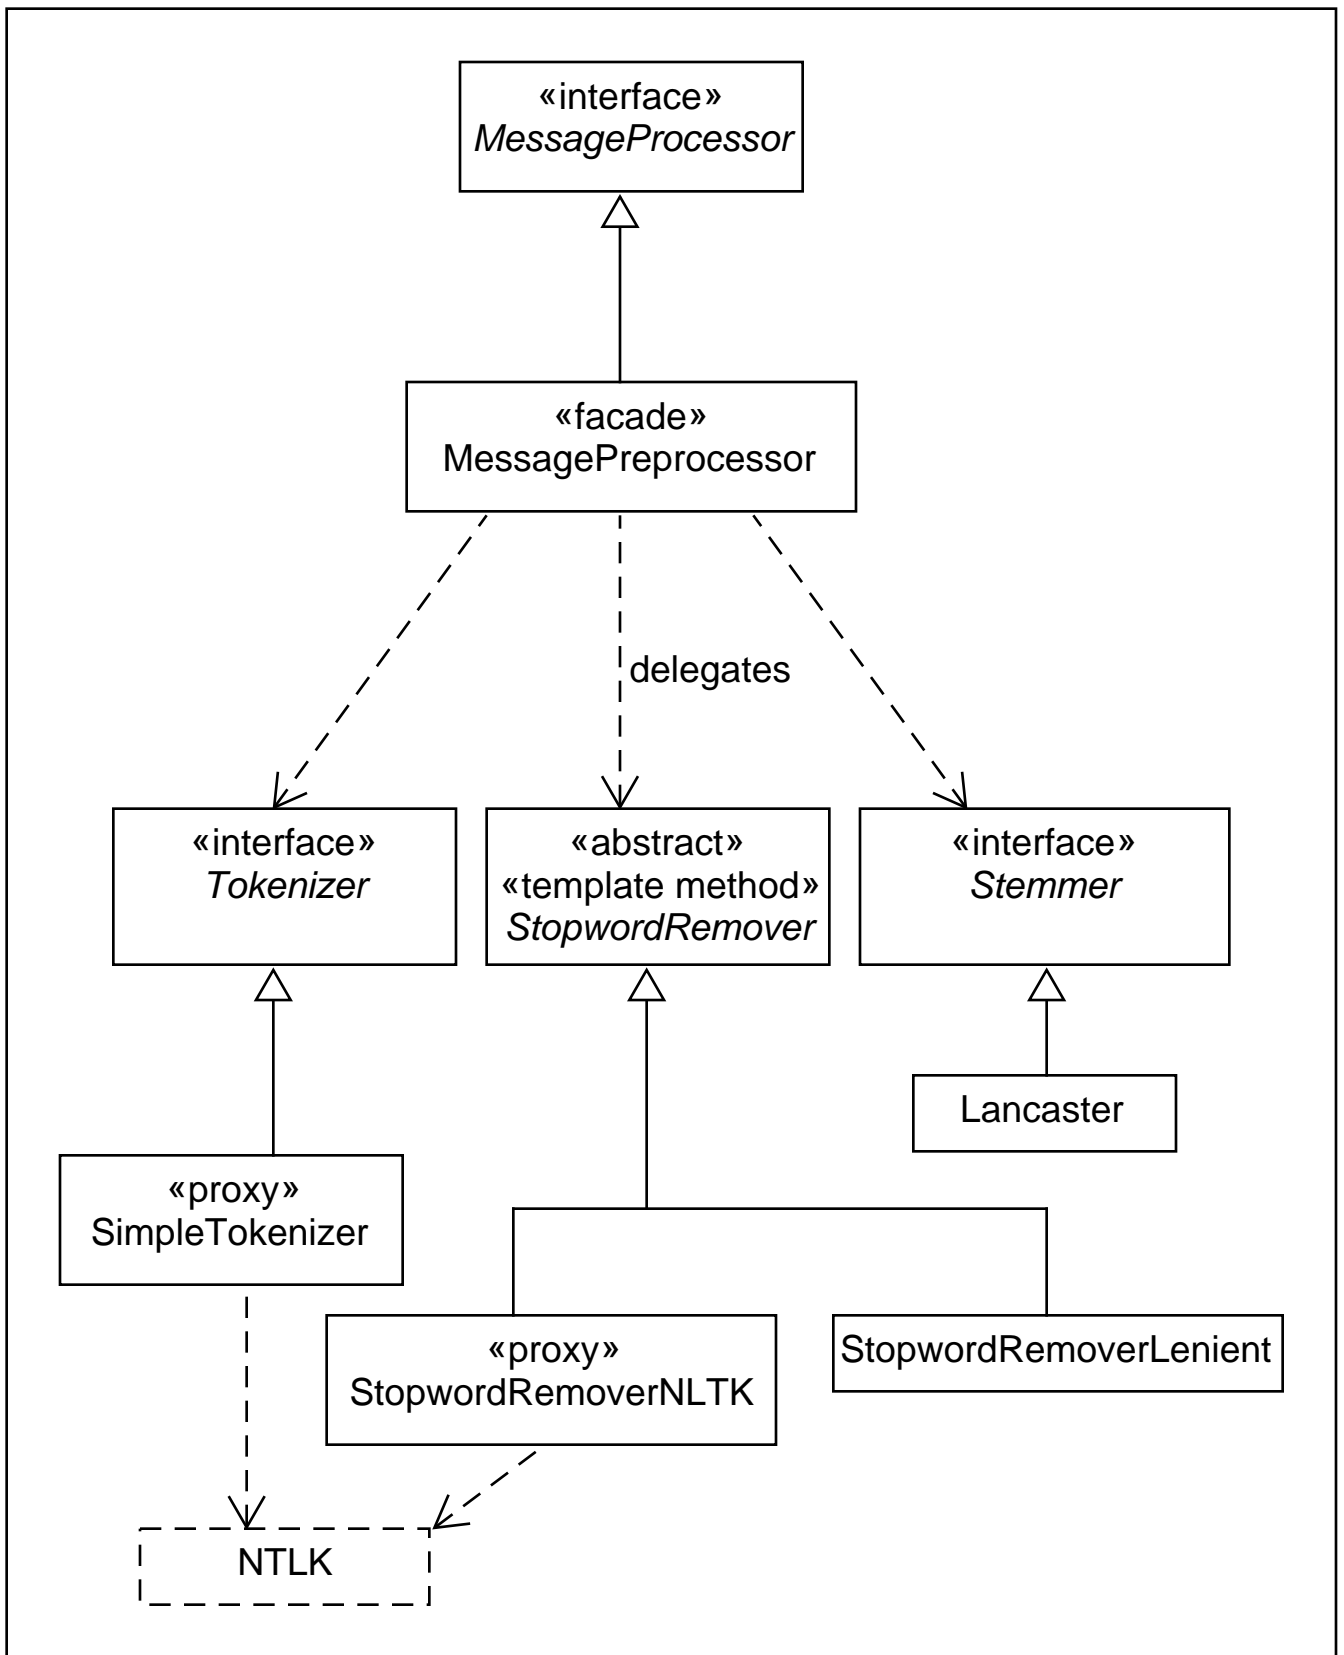 «interface»
MessageProcessor
«facade»
MessagePreprocessor
delegates
«interface»
Tokenizer
«abstract»
«template method»
StopwordRemover
«interface»
Stemmer
Lancaster
«proxy»
SimpleTokenizer
«proxy»
StopwordRemoverNLTK
StopwordRemoverLenient
NTLK